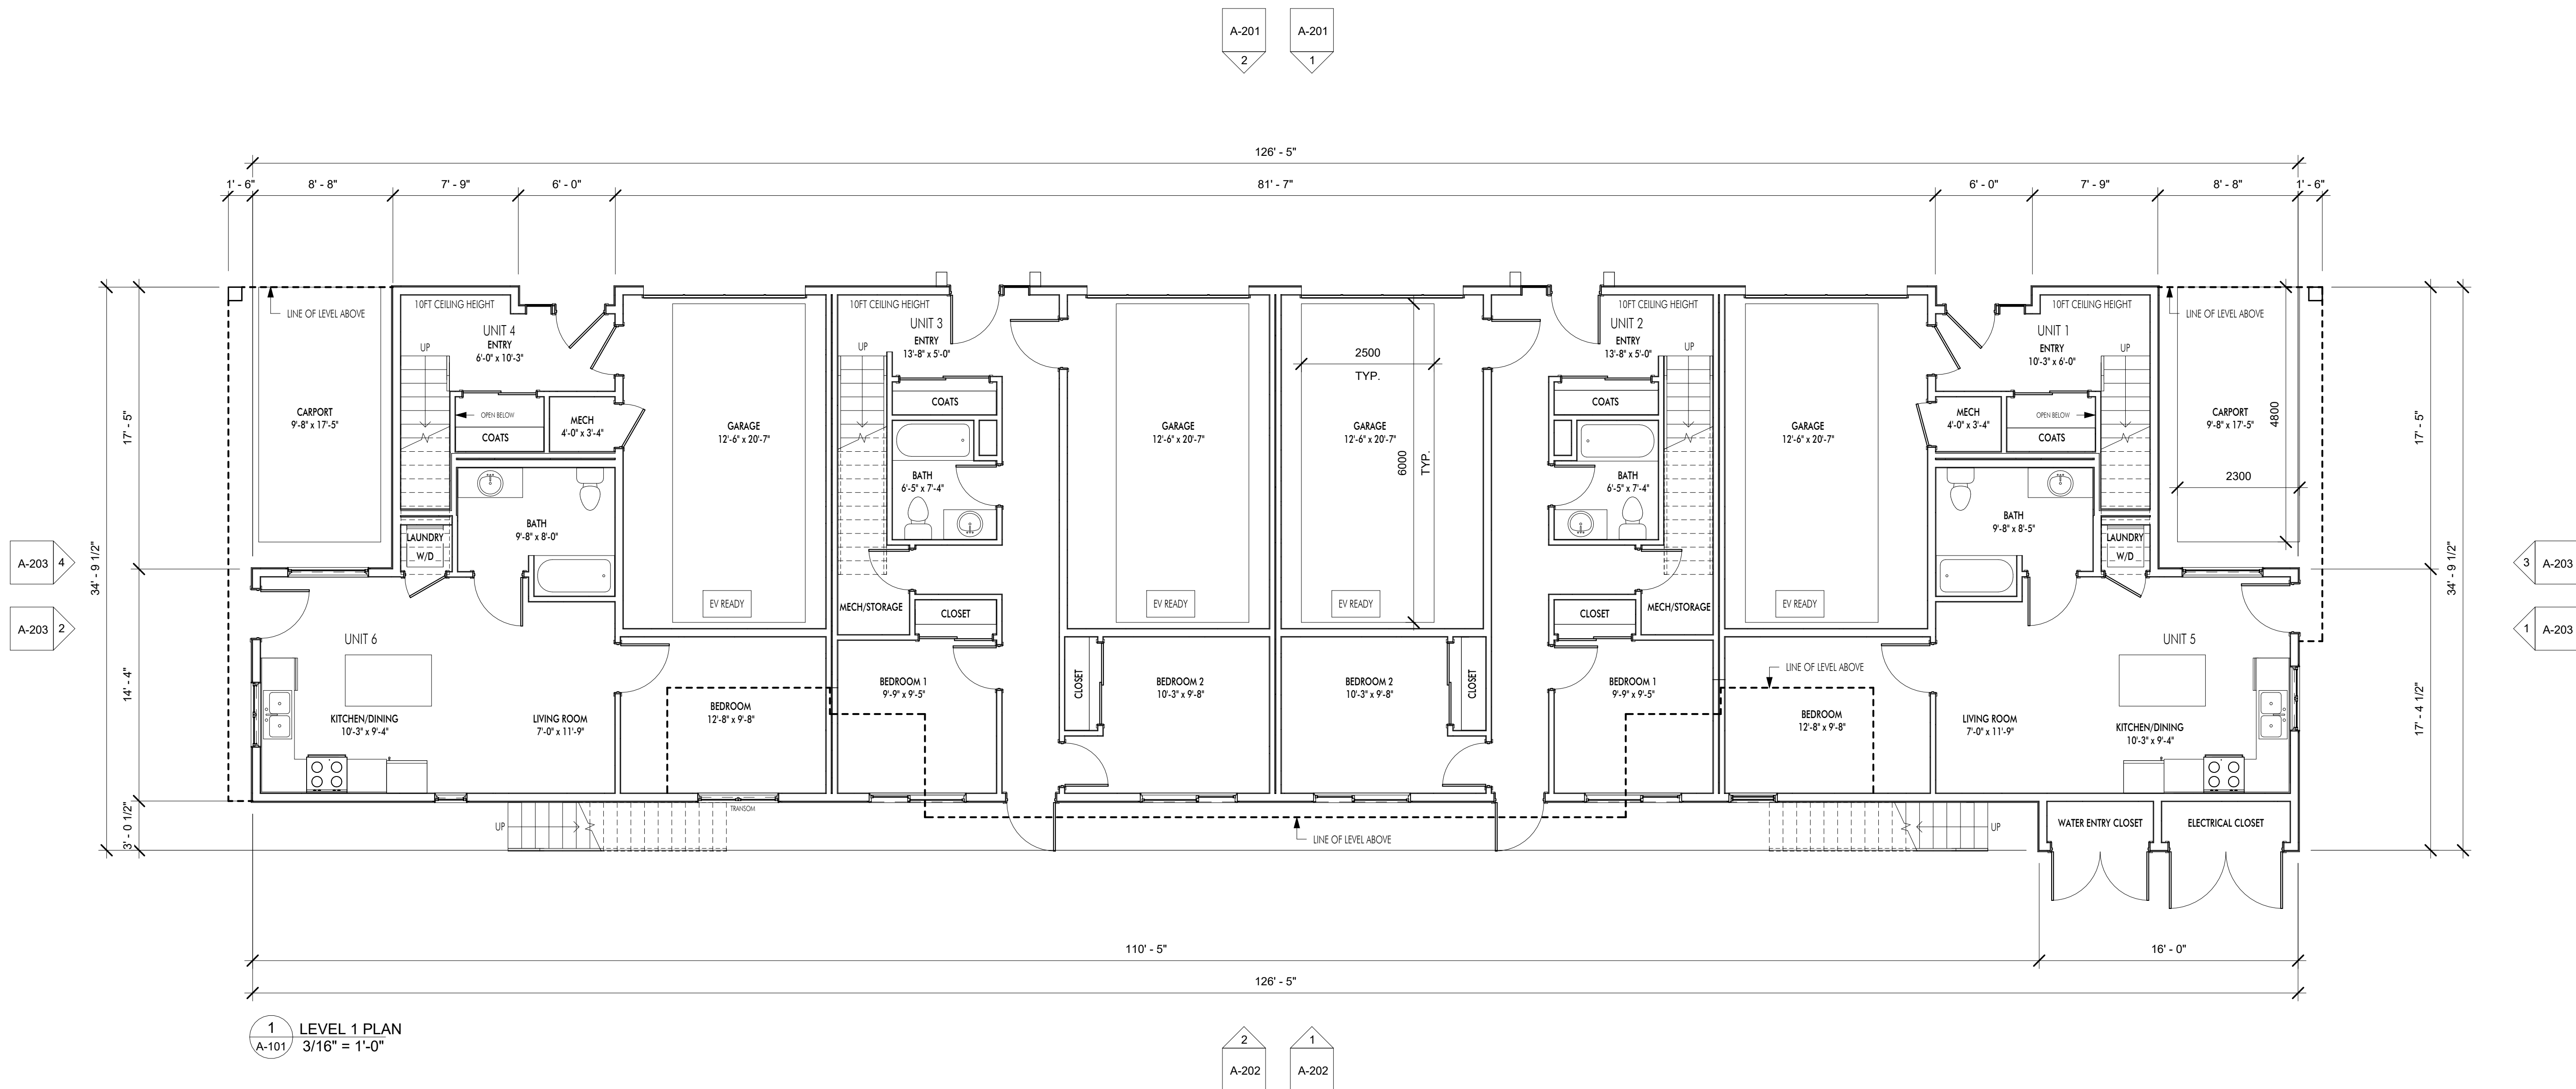 A-201 A-201
2 1
126' - 5"
1' - 6" 8' - 8" 7' - 9" 6' - 0" 81' - 7" 6' - 0" 7' - 9" 8' - 8" 1' - 6"
LINE OF LEVEL ABOVE
10FT CEILING HEIGHT
UNIT 4
ENTRY
6'-0" x 10'-3"
UP
OPEN BELOW
COATS
MECH
4'-0" x 3'-4"
CARPORT
9'-8" x 17'-5"
GARAGE
12'-6" x 20'-7"
EV READY
BATH
9'-8" x 8'-0"
LAUNDRY
W/D
10FT CEILING HEIGHT
UNIT 3
ENTRY
13'-8" x 5'-0"
UP
COATS
BATH
6'-5" x 7'-4"
MECH/STORAGE
CLOSET
GARAGE
12'-6" x 20'-7"
EV READY
2500
TYP.
GARAGE
12'-6" x 20'-7"
6000
TYP.
EV READY
10FT CEILING HEIGHT
UNIT 2
ENTRY
13'-8" x 5'-0"
UP
COATS
BATH
6'-5" x 7'-4"
CLOSET
MECH/STORAGE
GARAGE
12'-6" x 20'-7"
EV READY
10FT CEILING HEIGHT
UNIT 1
ENTRY
10'-3" x 6'-0"
UP
MECH
4'-0" x 3'-4"
OPEN BELOW
COATS
BATH
9'-8" x 8'-5"
LAUNDRY
W/D
LINE OF LEVEL ABOVE
CARPORT
9'-8" x 17'-5"
4800
2300
17' - 5"
34' - 9 1/2"
14' - 4"
3' - 0 1/2"
A-203 4
A-203 2
17' - 5"
34' - 9 1/2"
17' - 4 1/2"
3 A-203
1 A-203
UNIT 6
KITCHEN/DINING
10'-3" x 9'-4"
LIVING ROOM
7'-0" x 11'-9"
BEDROOM
12'-8" x 9'-8"
TRANSOM
UP
BEDROOM 1
9'-9" x 9'-5"
CLOSET
BEDROOM 2
10'-3" x 9'-8"
BEDROOM 2
10'-3" x 9'-8"
CLOSET
BEDROOM 1
9'-9" x 9'-5"
LINE OF LEVEL ABOVE
BEDROOM
12'-8" x 9'-8"
LIVING ROOM
7'-0" x 11'-9"
UNIT 5
KITCHEN/DINING
10'-3" x 9'-4"
LINE OF LEVEL ABOVE
UP
WATER ENTRY CLOSET
ELECTRICAL CLOSET
110' - 5" 16' - 0"
126' - 5"
1 LEVEL 1 PLAN
A-101 3/16" = 1'-0"
2 1
A-202 A-202